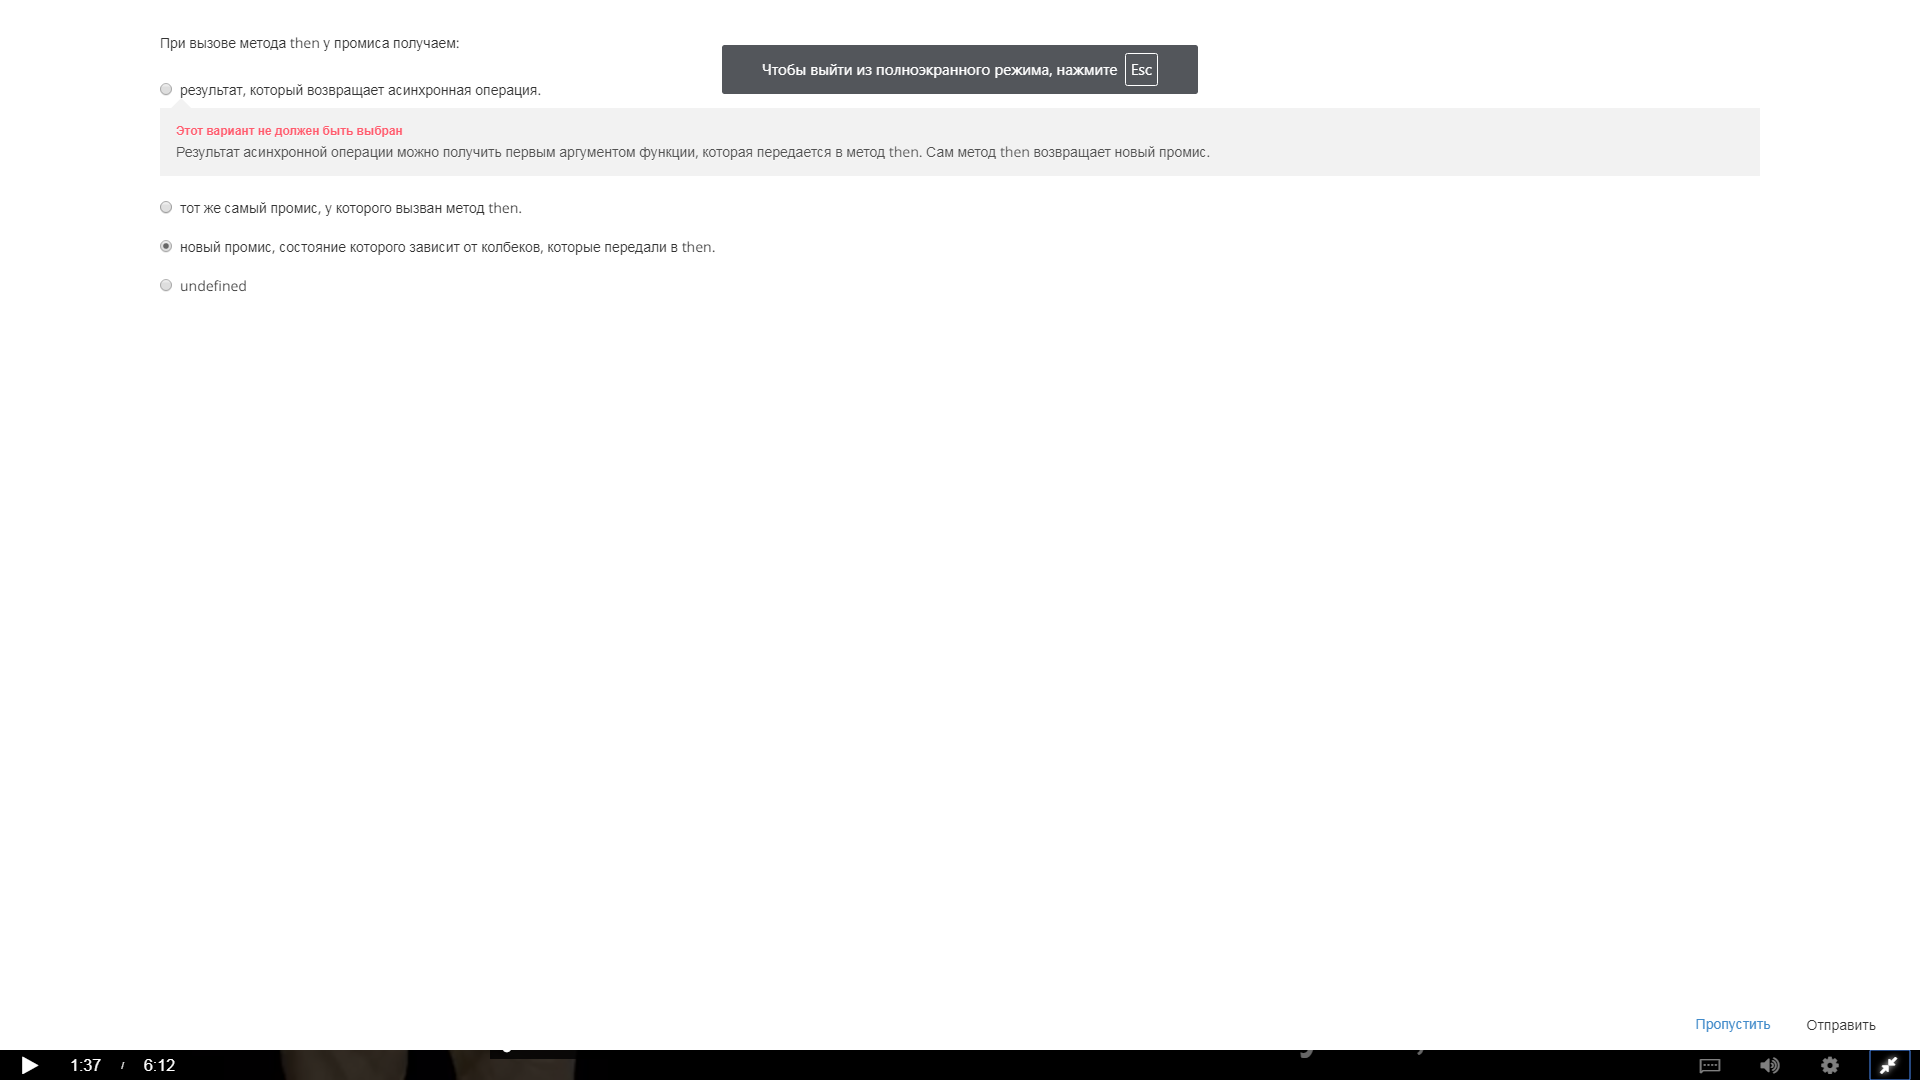 При вызове метода then у промиса получаем:
Чтобы выйти из полноэкранного режима, нажмите Esc
результат, который возвращает асинхронная операция.
Этот вариант не должен быть выбран
Результат асинхронной операции можно получить первым аргументом функции, которая передается в метод then. Сам метод then возвращает новый промис.
тот же самый промис, у которого вызван метод then.
новый промис, состояние которого зависит от колбеков, которые передали в then.
undefined
Пропустить
Отправить
1:37 / 6:12